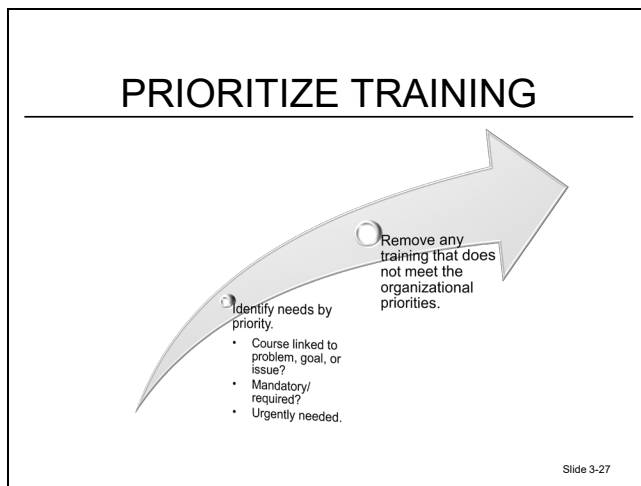 PRIORITIZE TRAINING
Remove any
training that does
not meet the
organizational
priorities.
Identify needs by
priority.
• Course linked to
problem, goal, or
issue?
• Mandatory/
required?
• Urgently needed.
Slide 3-27